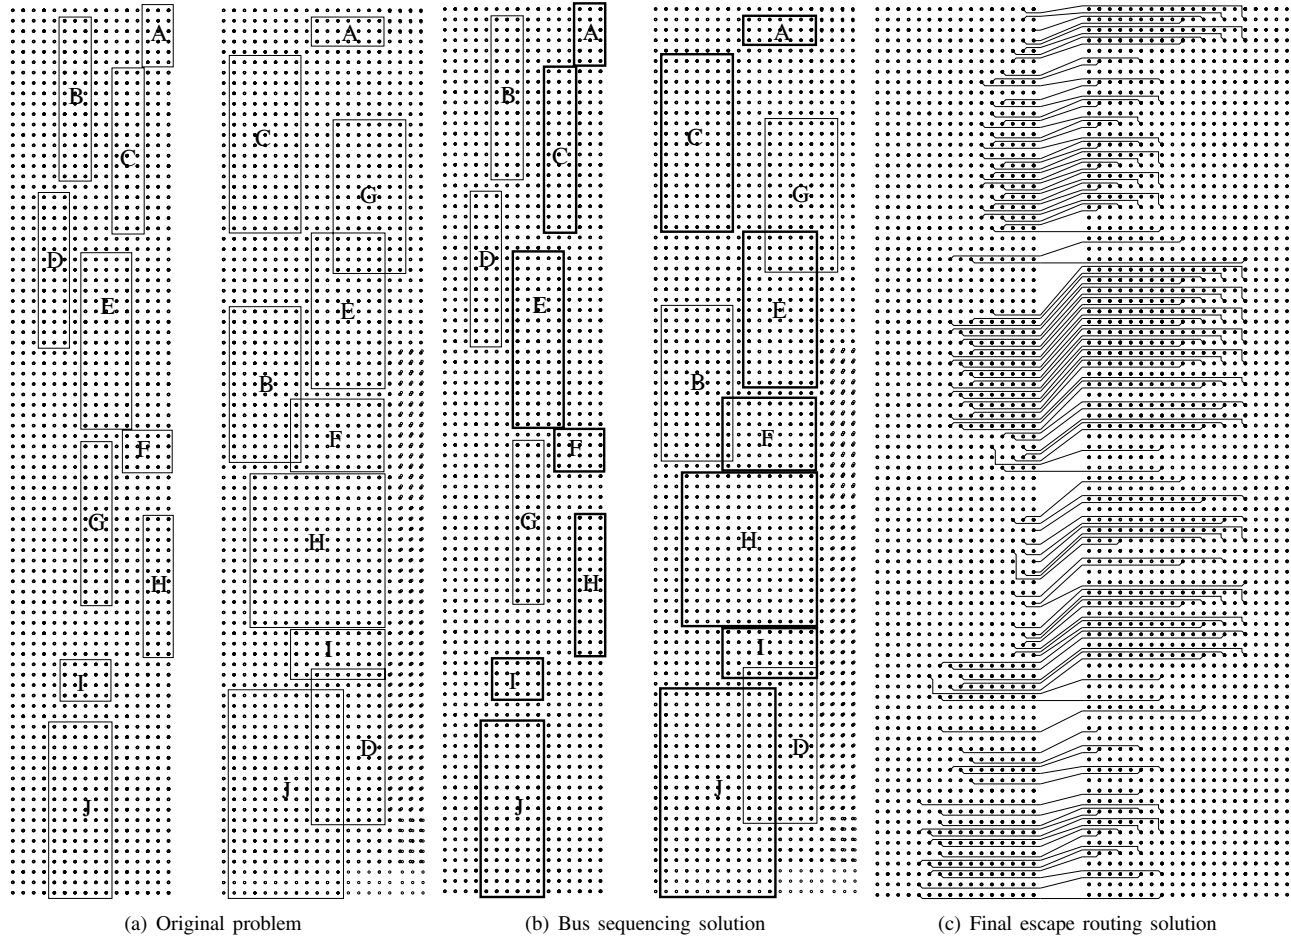 A
A
B
C
C
G
D
E
E
B
F
F
G
H
H
I
I
D
J
J
A
A
B
C
C
G
D
E
E
B
F
F
G
H
H
I
I
D
J
J
(a) Original problem
(b) Bus sequencing solution
(c) Final escape routing solution